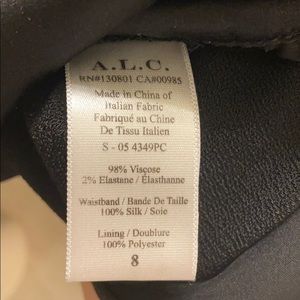 A.L.C.
RN#130801 CA#00985
Made in China of
Italian Fabric
Fabriqué au Chine
De Tissu Italien
S - 05 4349PC
98% Viscose
2% Elastane / Élasthanne
Waistband / Bande De Taille
100% Silk / Soie
Lining / Doublure
100% Polyester
8